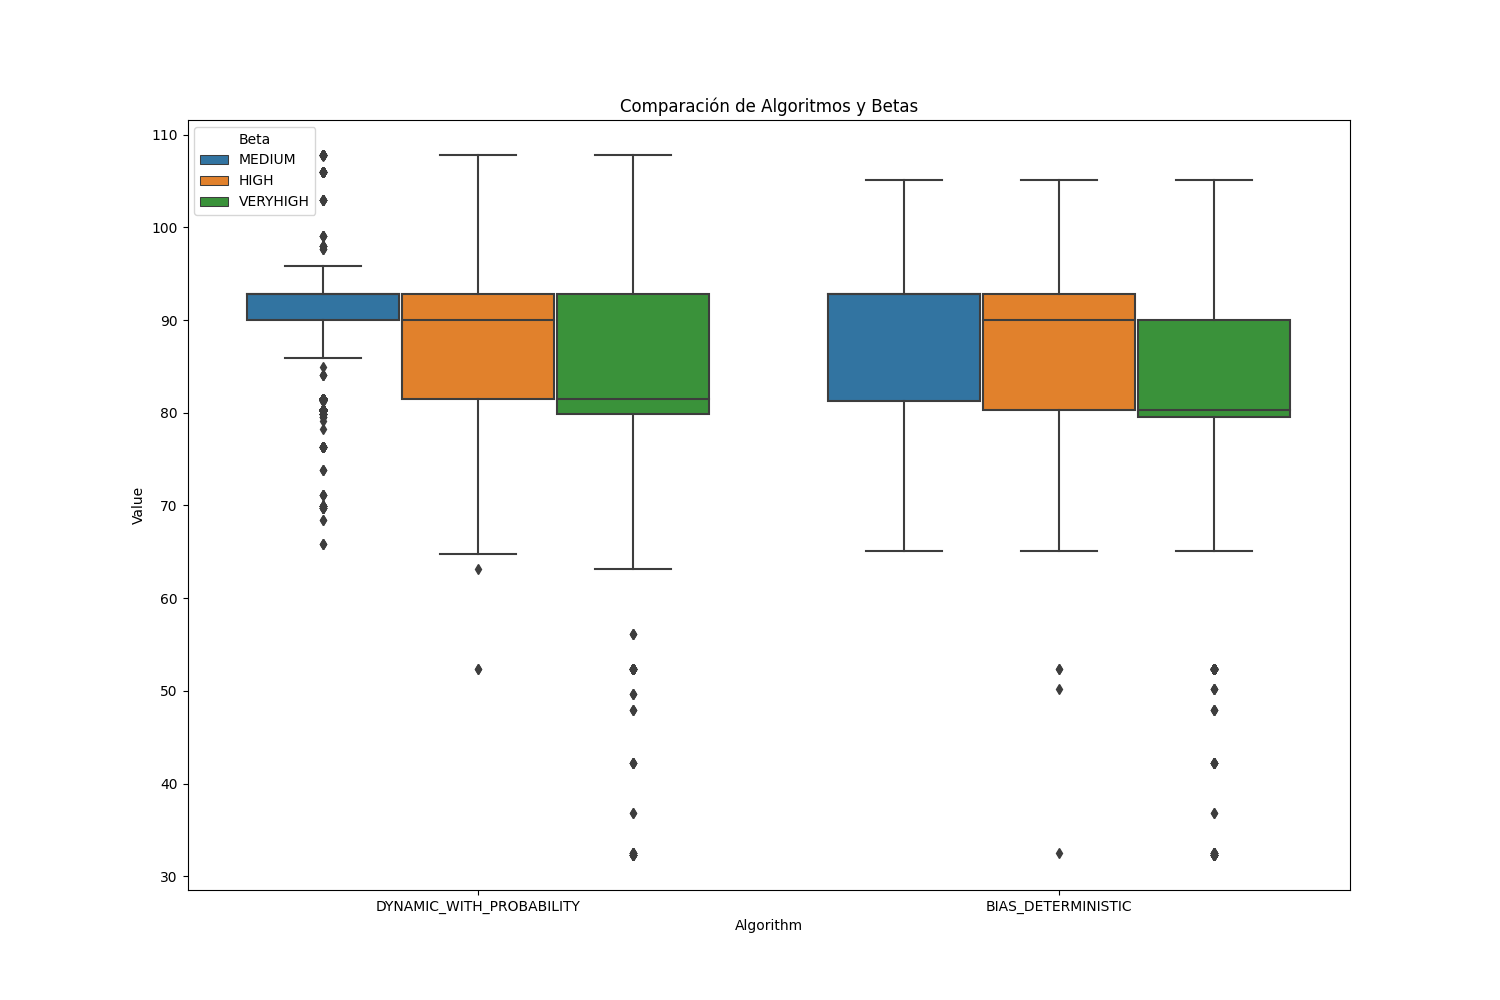 Comparación de Algoritmos y Betas
Beta
MEDIUM
HIGH
VERYHIGH
110
100
90
80
70
60
50
40
30
Value
DYNAMIC_WITH_PROBABILITY
BIAS_DETERMINISTIC
Algorithm